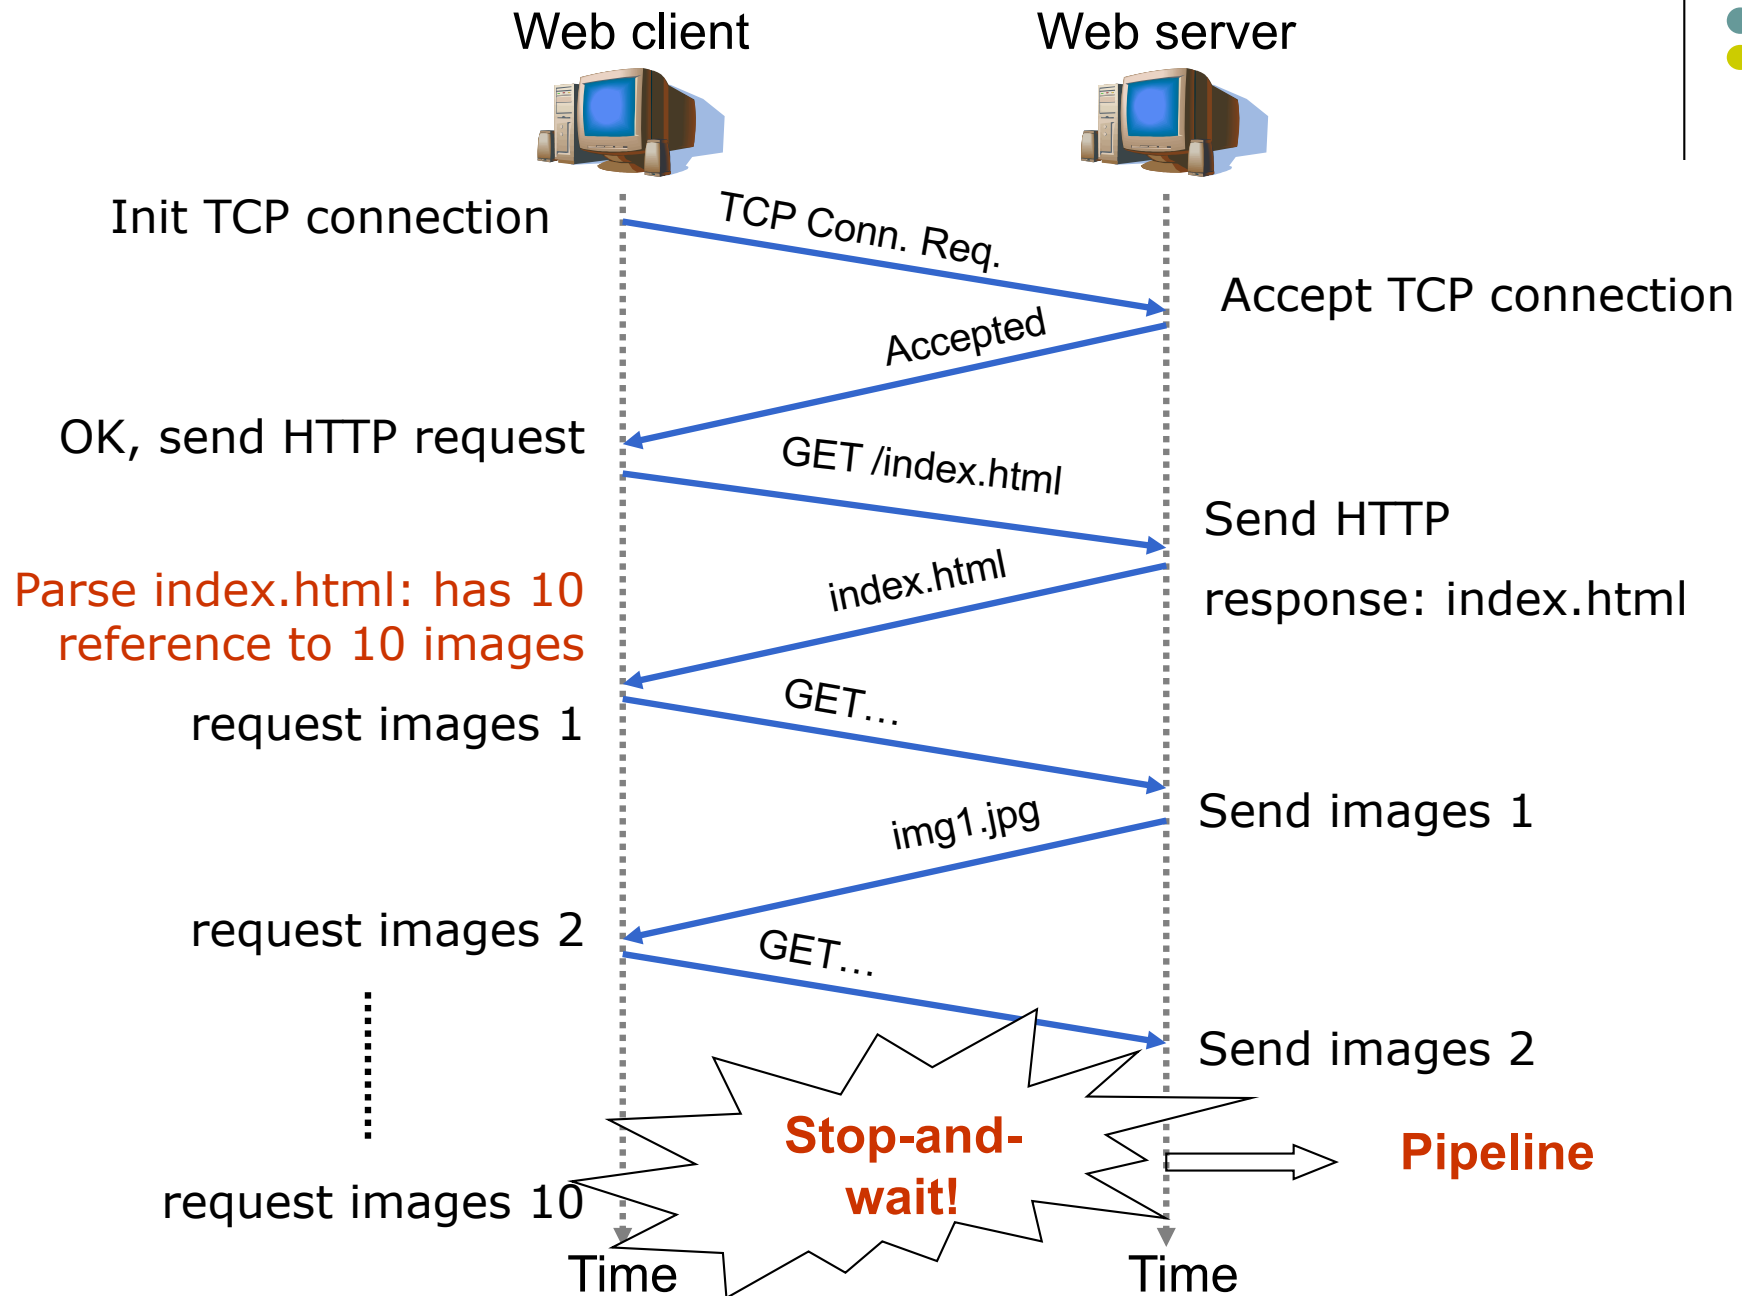 Web client
Web server
Init TCP connection
TCP Conn. Req.
Accept TCP connection
Accepted
OK, send HTTP request
GET /index.html
Send HTTP
response: index.html
index.html
Parse index.html: has 10
reference to 10 images
request images 1
GET…
Send images 1
img1.jpg
request images 2
GET…
Send images 2
Stop-and-
wait!
Pipeline
request images 10
Time
Time